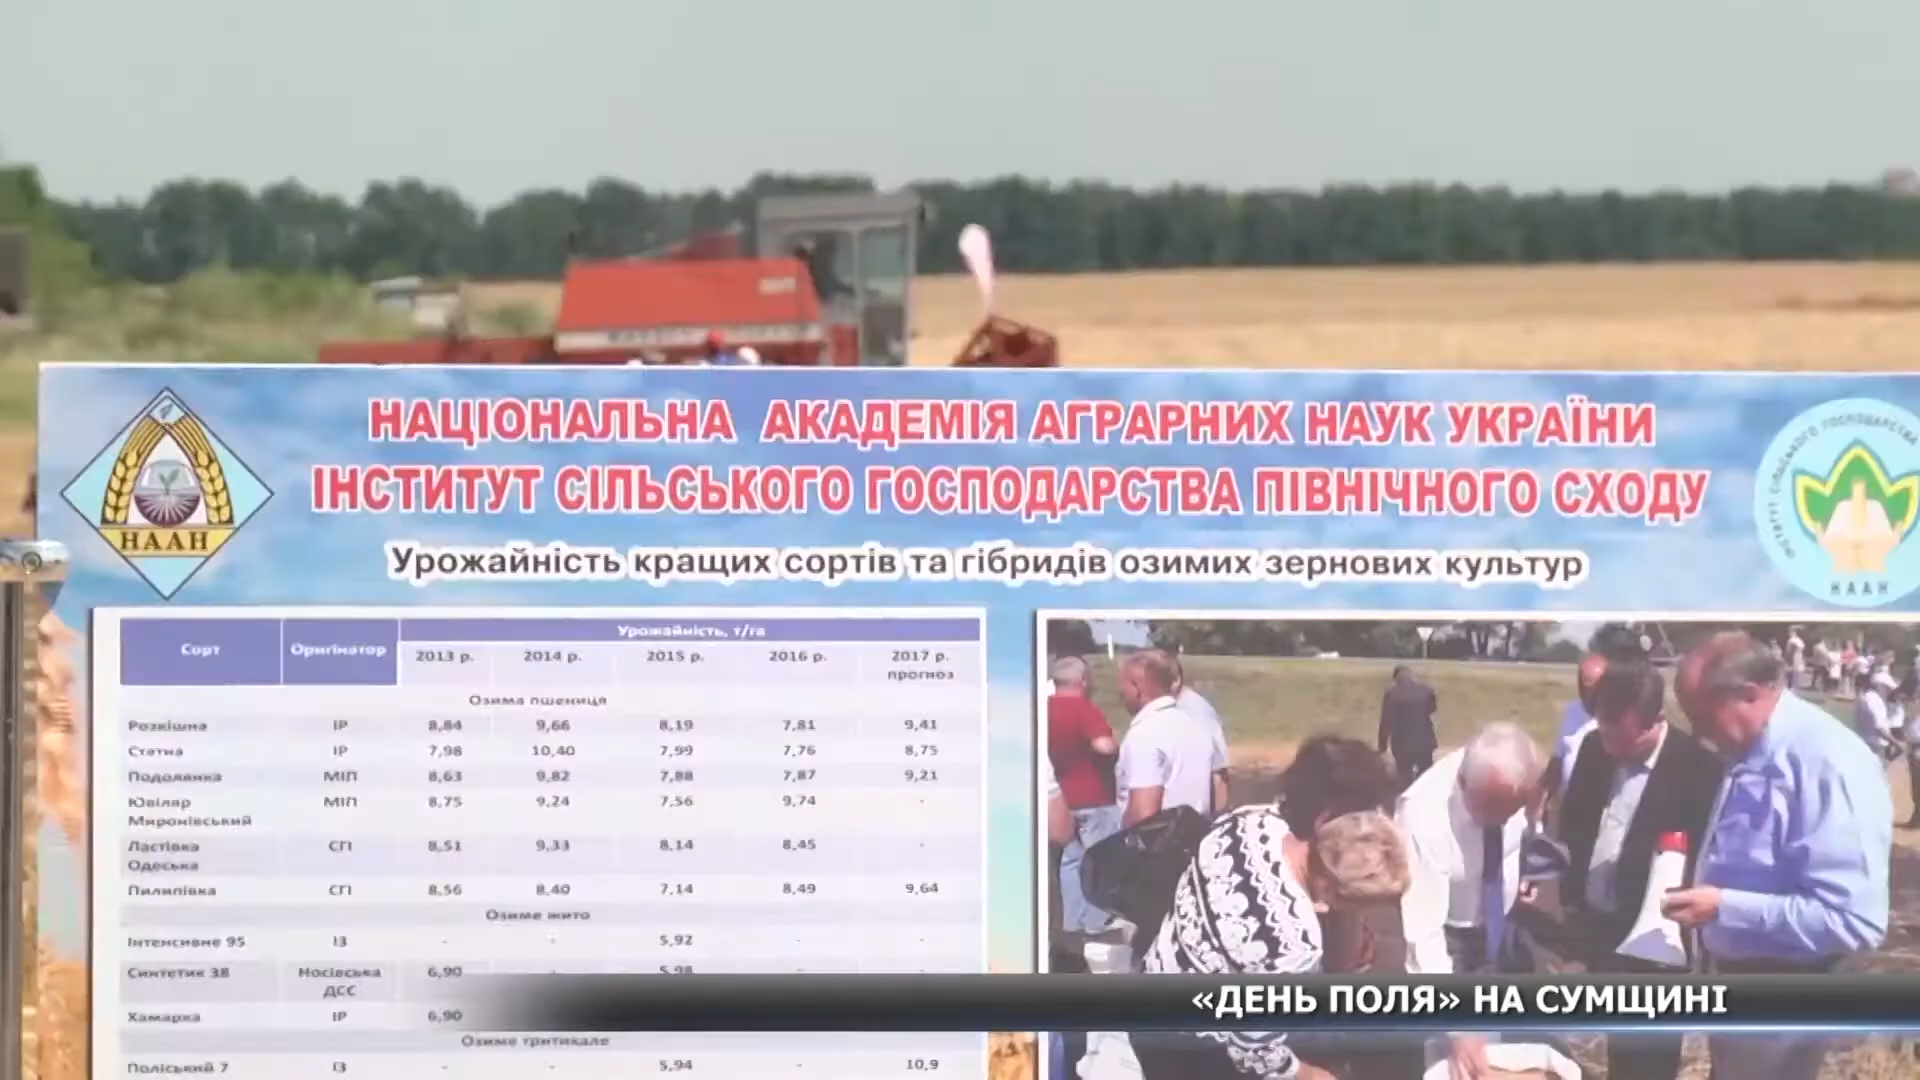 НАЦІОНАЛЬНА АКАДЕМІЯ АГРАРНИХ НАУК УКРАЇНИ
ІНСТИТУТ СІЛЬСЬКОГО ГОСПОДАРСТВА ПІВНІЧНОГО СХОДУ
Урожайність кращих сортів та гібридів озимих зернових культур
НААН
ІНСТИТУТ СІЛЬСЬКОГО ГОСПОДАРСТВА
НААН
Сорт Оригінатор Урожайність, т/га
2013 р. 2014 р. 2015 р. 2016 р. 2017 р. прогноз
Озима пшениця
Розкішна ІР 8,84 9,66 8,19 7,81 9,41
Статна ІР 7,98 10,40 7,99 7,76 8,75
Подолянка МІП 8,63 9,82 7,88 7,87 9,21
Ювіляр Миронівський МІП 8,75 9,24 7,56 9,74 -
Ластівка Одеська СГІ 8,51 9,33 8,14 8,45 -
Пилипівка СГІ 8,56 8,40 7,14 8,49 9,64
Озиме жито
Інтенсивне 95 ІЗ - - 5,92 - -
Синтетик 38 Носівська ДСС 6,90 - 5,98 - -
Хамарка ІР 6,90
Озиме тритикале
Поліський 7 ІЗ - - 5,94 - 10,9
«ДЕНЬ ПОЛЯ» НА СУМЩИНІ